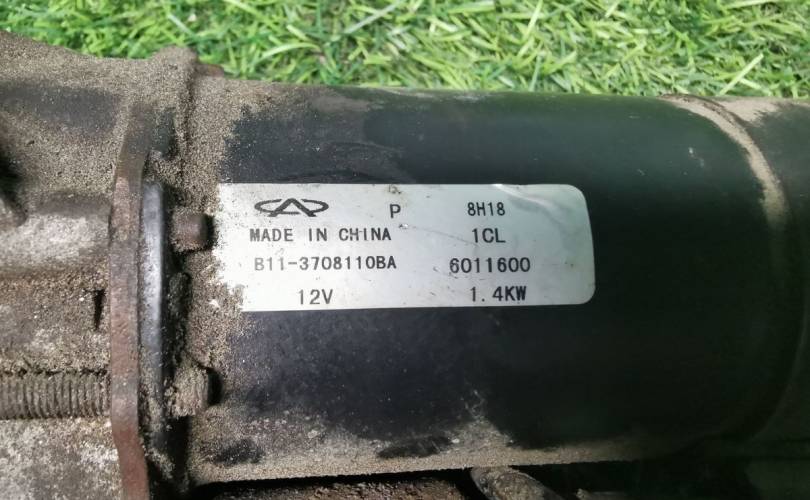 P 8H18
MADE IN CHINA 1CL
B11-3708110BA 6011600
12V 1.4KW